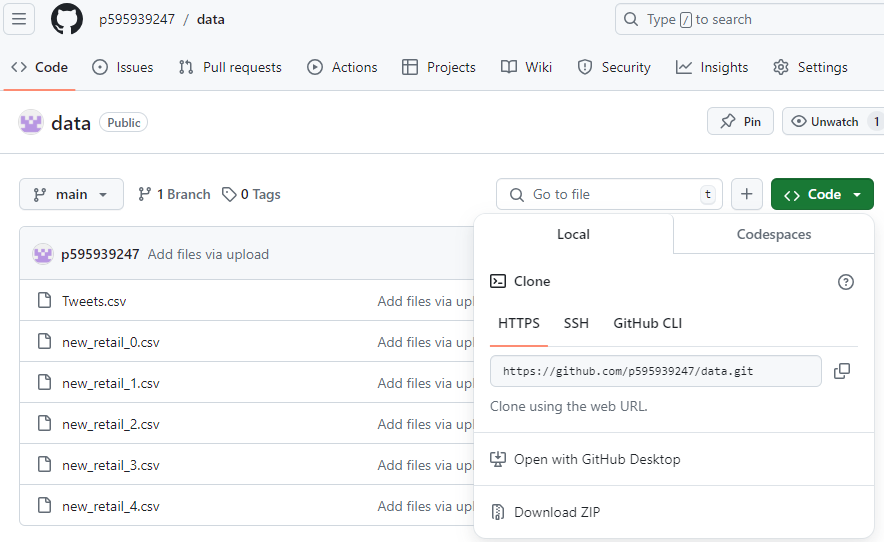 p595939247 / data
Type / to search
Code Issues Pull requests Actions Projects Wiki Security Insights Settings
data Public
Pin Unwatch 1
main 1 Branch 0 Tags Go to file t + Code
Local Codespaces
p595939247 Add files via upload
Clone
Tweets.csv Add files via upl
HTTPS SSH GitHub CLI
new_retail_0.csv Add files via upl
https://github.com/p595939247/data.git
new_retail_1.csv Add files via upl
Clone using the web URL.
new_retail_2.csv Add files via upl
Open with GitHub Desktop
new_retail_3.csv Add files via upl
new_retail_4.csv Add files via upl
Download ZIP